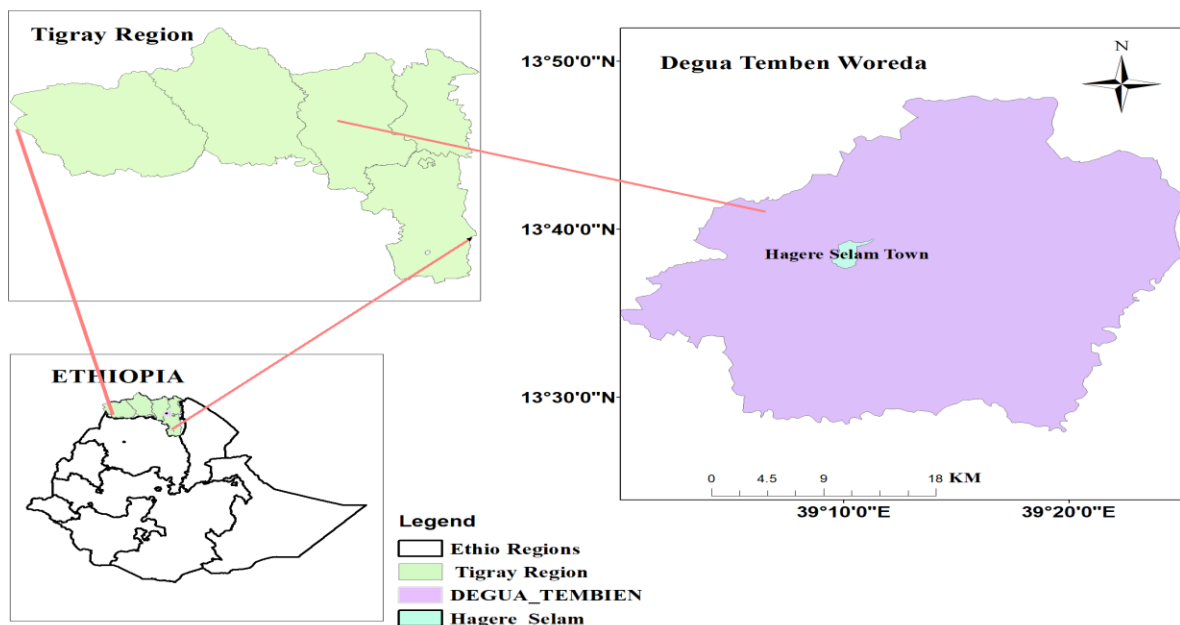 Tigray Region
ETHIOPIA
13°50'0"N
13°40'0"N
13°30'0"N
Degua Temben Woreda
N
Hagere Selam Town
0 4.5 9 18 KM
39°10'0"E
39°20'0"E
Legend
Ethio Regions
Tigray Region
DEGUA_TEMBIEN
Hagere Selam